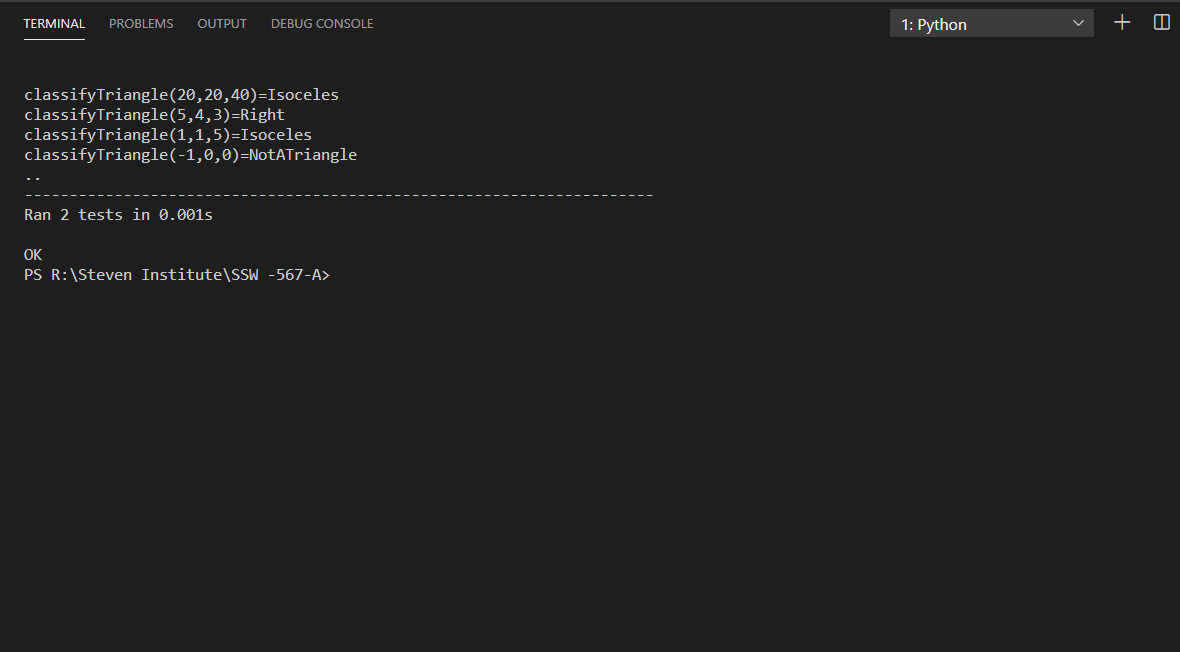 TERMINAL PROBLEMS OUTPUT DEBUG CONSOLE 1: Python
classifyTriangle(20,20,40)=Isoceles
classifyTriangle(5,4,3)=Right
classifyTriangle(1,1,5)=Isoceles
classifyTriangle(-1,0,0)=NotATriangle
..
----------------------------------------------------------------------
Ran 2 tests in 0.001s
OK
PS R:\Steven Institute\SSW -567-A>